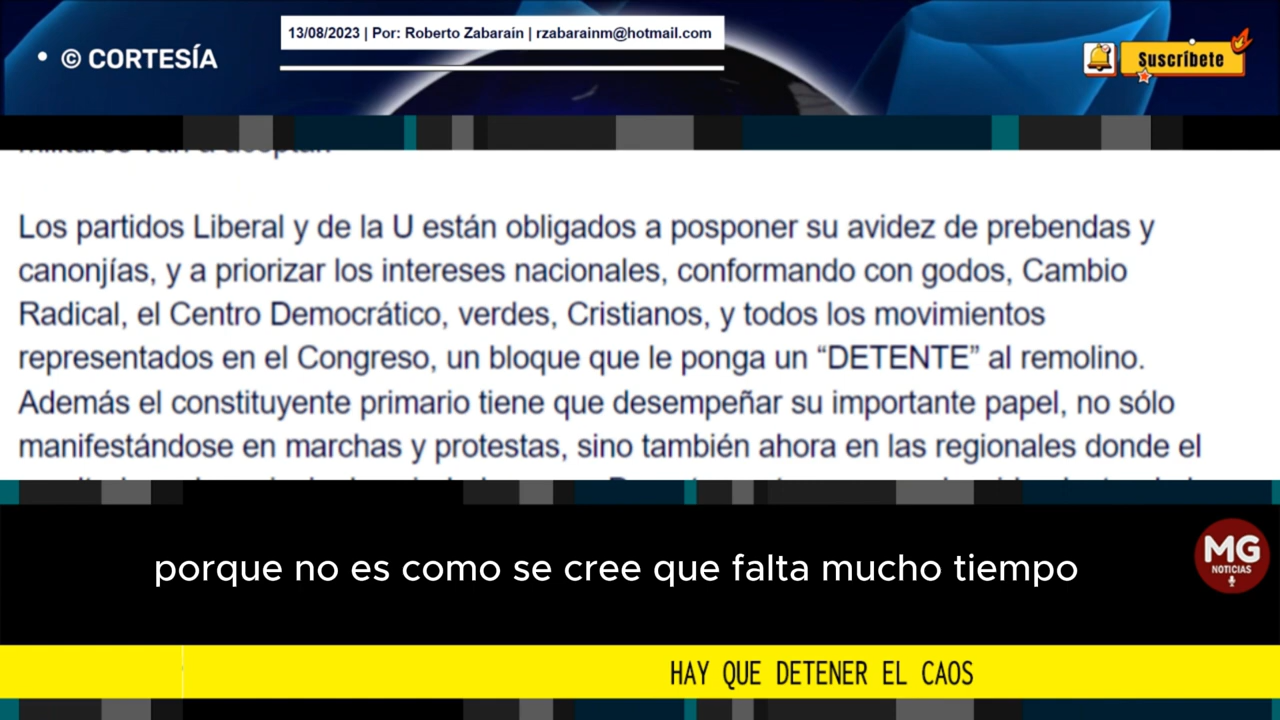 13/08/2023 | Por: Roberto Zabaraín | rzabarainm@hotmail.com
• © CORTESÍA
Suscríbete
Los partidos Liberal y de la U están obligados a posponer su avidez de prebendas y
canonjías, y a priorizar los intereses nacionales, conformando con godos, Cambio
Radical, el Centro Democrático, verdes, Cristianos, y todos los movimientos
representados en el Congreso, un bloque que le ponga un “DETENTE” al remolino.
Además el constituyente primario tiene que desempeñar su importante papel, no sólo
manifestándose en marchas y protestas, sino también ahora en las regionales donde el
porque no es como se cree que falta mucho tiempo
MG
NOTICIAS
HAY QUE DETENER EL CAOS